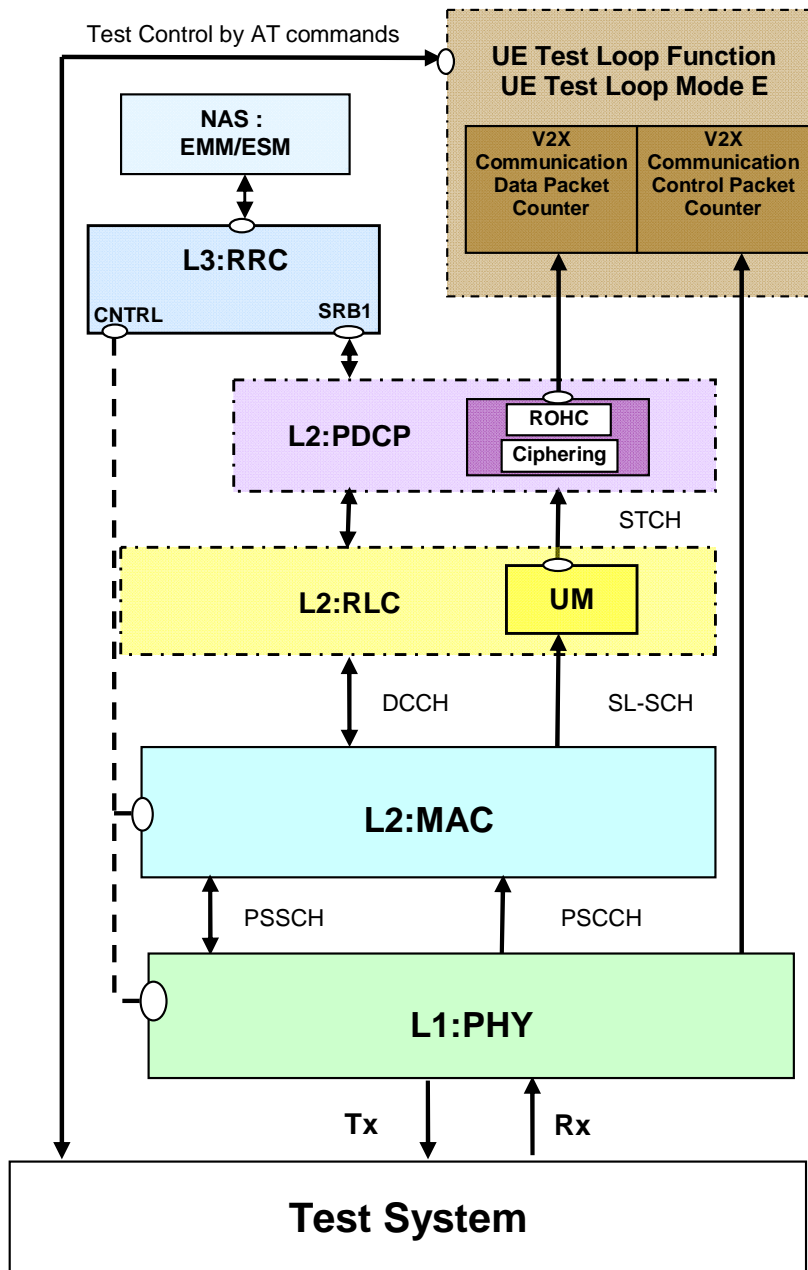 Test Control by AT commands
UE Test Loop Function
UE Test Loop Mode E
NAS :
EMM/ESM
V2X
Communication
Data Packet
Counter
V2X
Communication
Control Packet
Counter
L3:RRC
CNTRL
SRB1
L2:PDCP
ROHC
Ciphering
STCH
L2:RLC
UM
DCCH
SL-SCH
L2:MAC
PSSCH
PSCCH
L1:PHY
Tx
Rx
Test System